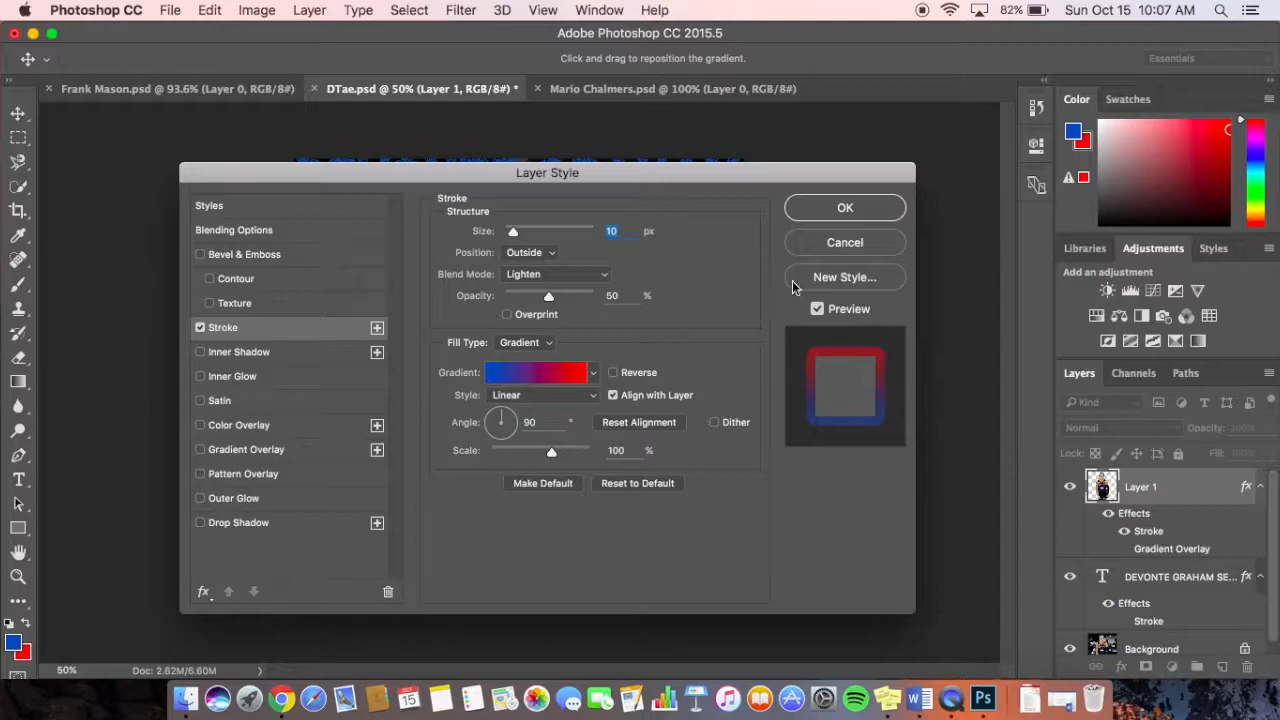 Photoshop CC File Edit Image Layer Type Select Filter 3D View Window Help 82% Sun Oct 15 10:07 AM
Adobe Photoshop CC 2015.5
Click and drag to reposition the gradient. Essentials
Frank Mason.psd @ 93.6% (Layer 0, RGB/8#) DTae.psd @ 50% (Layer 1, RGB/8#) * Mario Chalmers.psd @ 100% (Layer 0, RGB/8#)
Color Swatches
Layer Style
Styles
Blending Options
Bevel & Emboss
Contour
Texture
Stroke
Inner Shadow
Inner Glow
Satin
Color Overlay
Gradient Overlay
Pattern Overlay
Outer Glow
Drop Shadow
fx
Stroke
Structure
Size: 10 px
Position: Outside
Blend Mode: Lighten
Opacity: 50 %
Overprint
Fill Type: Gradient
Gradient: Reverse
Style: Linear Align with Layer
Angle: 90 ° Reset Alignment Dither
Scale: 100 %
Make Default Reset to Default
OK
Cancel
New Style...
Preview
Libraries Adjustments Styles
Add an adjustment
Layers Channels Paths
Kind
Normal Opacity: 100%
Lock: Fill: 100%
Layer 1 fx
Effects
Stroke
Gradient Overlay
T DEVONTE GRAHAM SE... fx
Effects
Stroke
Background
50% Doc: 2.62M/6.60M
OCT
15
Ps